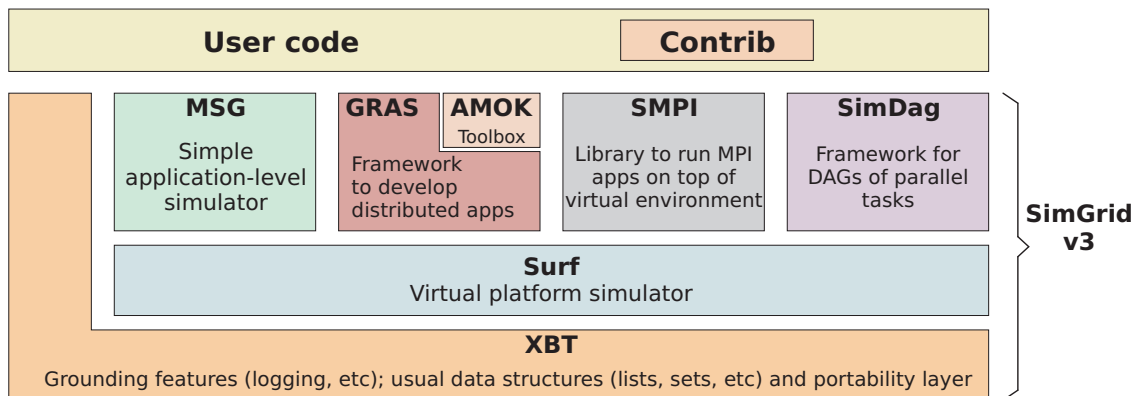 User code
Contrib
MSG
Simple
application-level
simulator
GRAS
AMOK
Toolbox
Framework
to develop
distributed apps
SMPI
Library to run MPI
apps on top of
virtual environment
SimDag
Framework for
DAGs of parallel
tasks
SimGrid
v3
Surf
Virtual platform simulator
XBT
Grounding features (logging, etc); usual data structures (lists, sets, etc) and portability layer